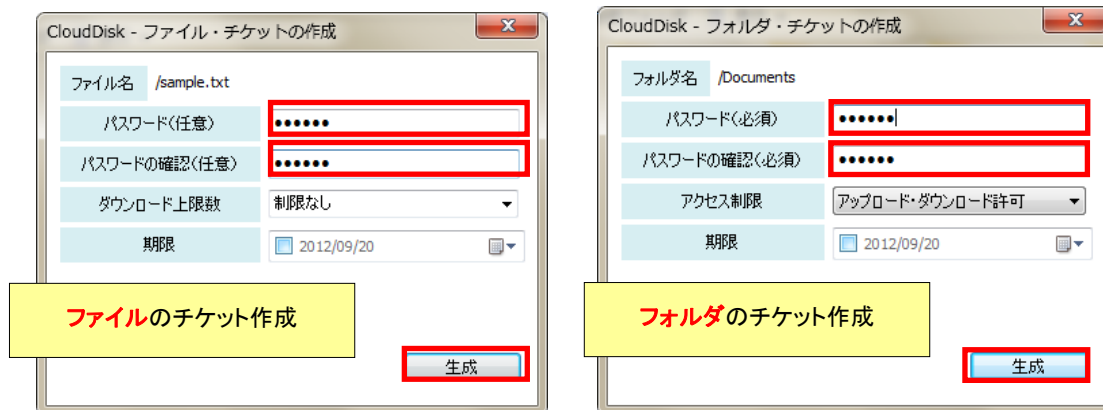 CloudDisk - ファイル・チケットの作成
ファイル名 /sample.txt
パスワード(任意) ••••••
パスワードの確認(任意) ••••••
ダウンロード上限数 制限なし
期限 2012/09/20
ファイルのチケット作成
生成
CloudDisk - フォルダ・チケットの作成
フォルダ名 /Documents
パスワード(必須) ••••••
パスワードの確認(必須) ••••••
アクセス制限 アップロード・ダウンロード許可
期限 2012/09/20
フォルダのチケット作成
生成